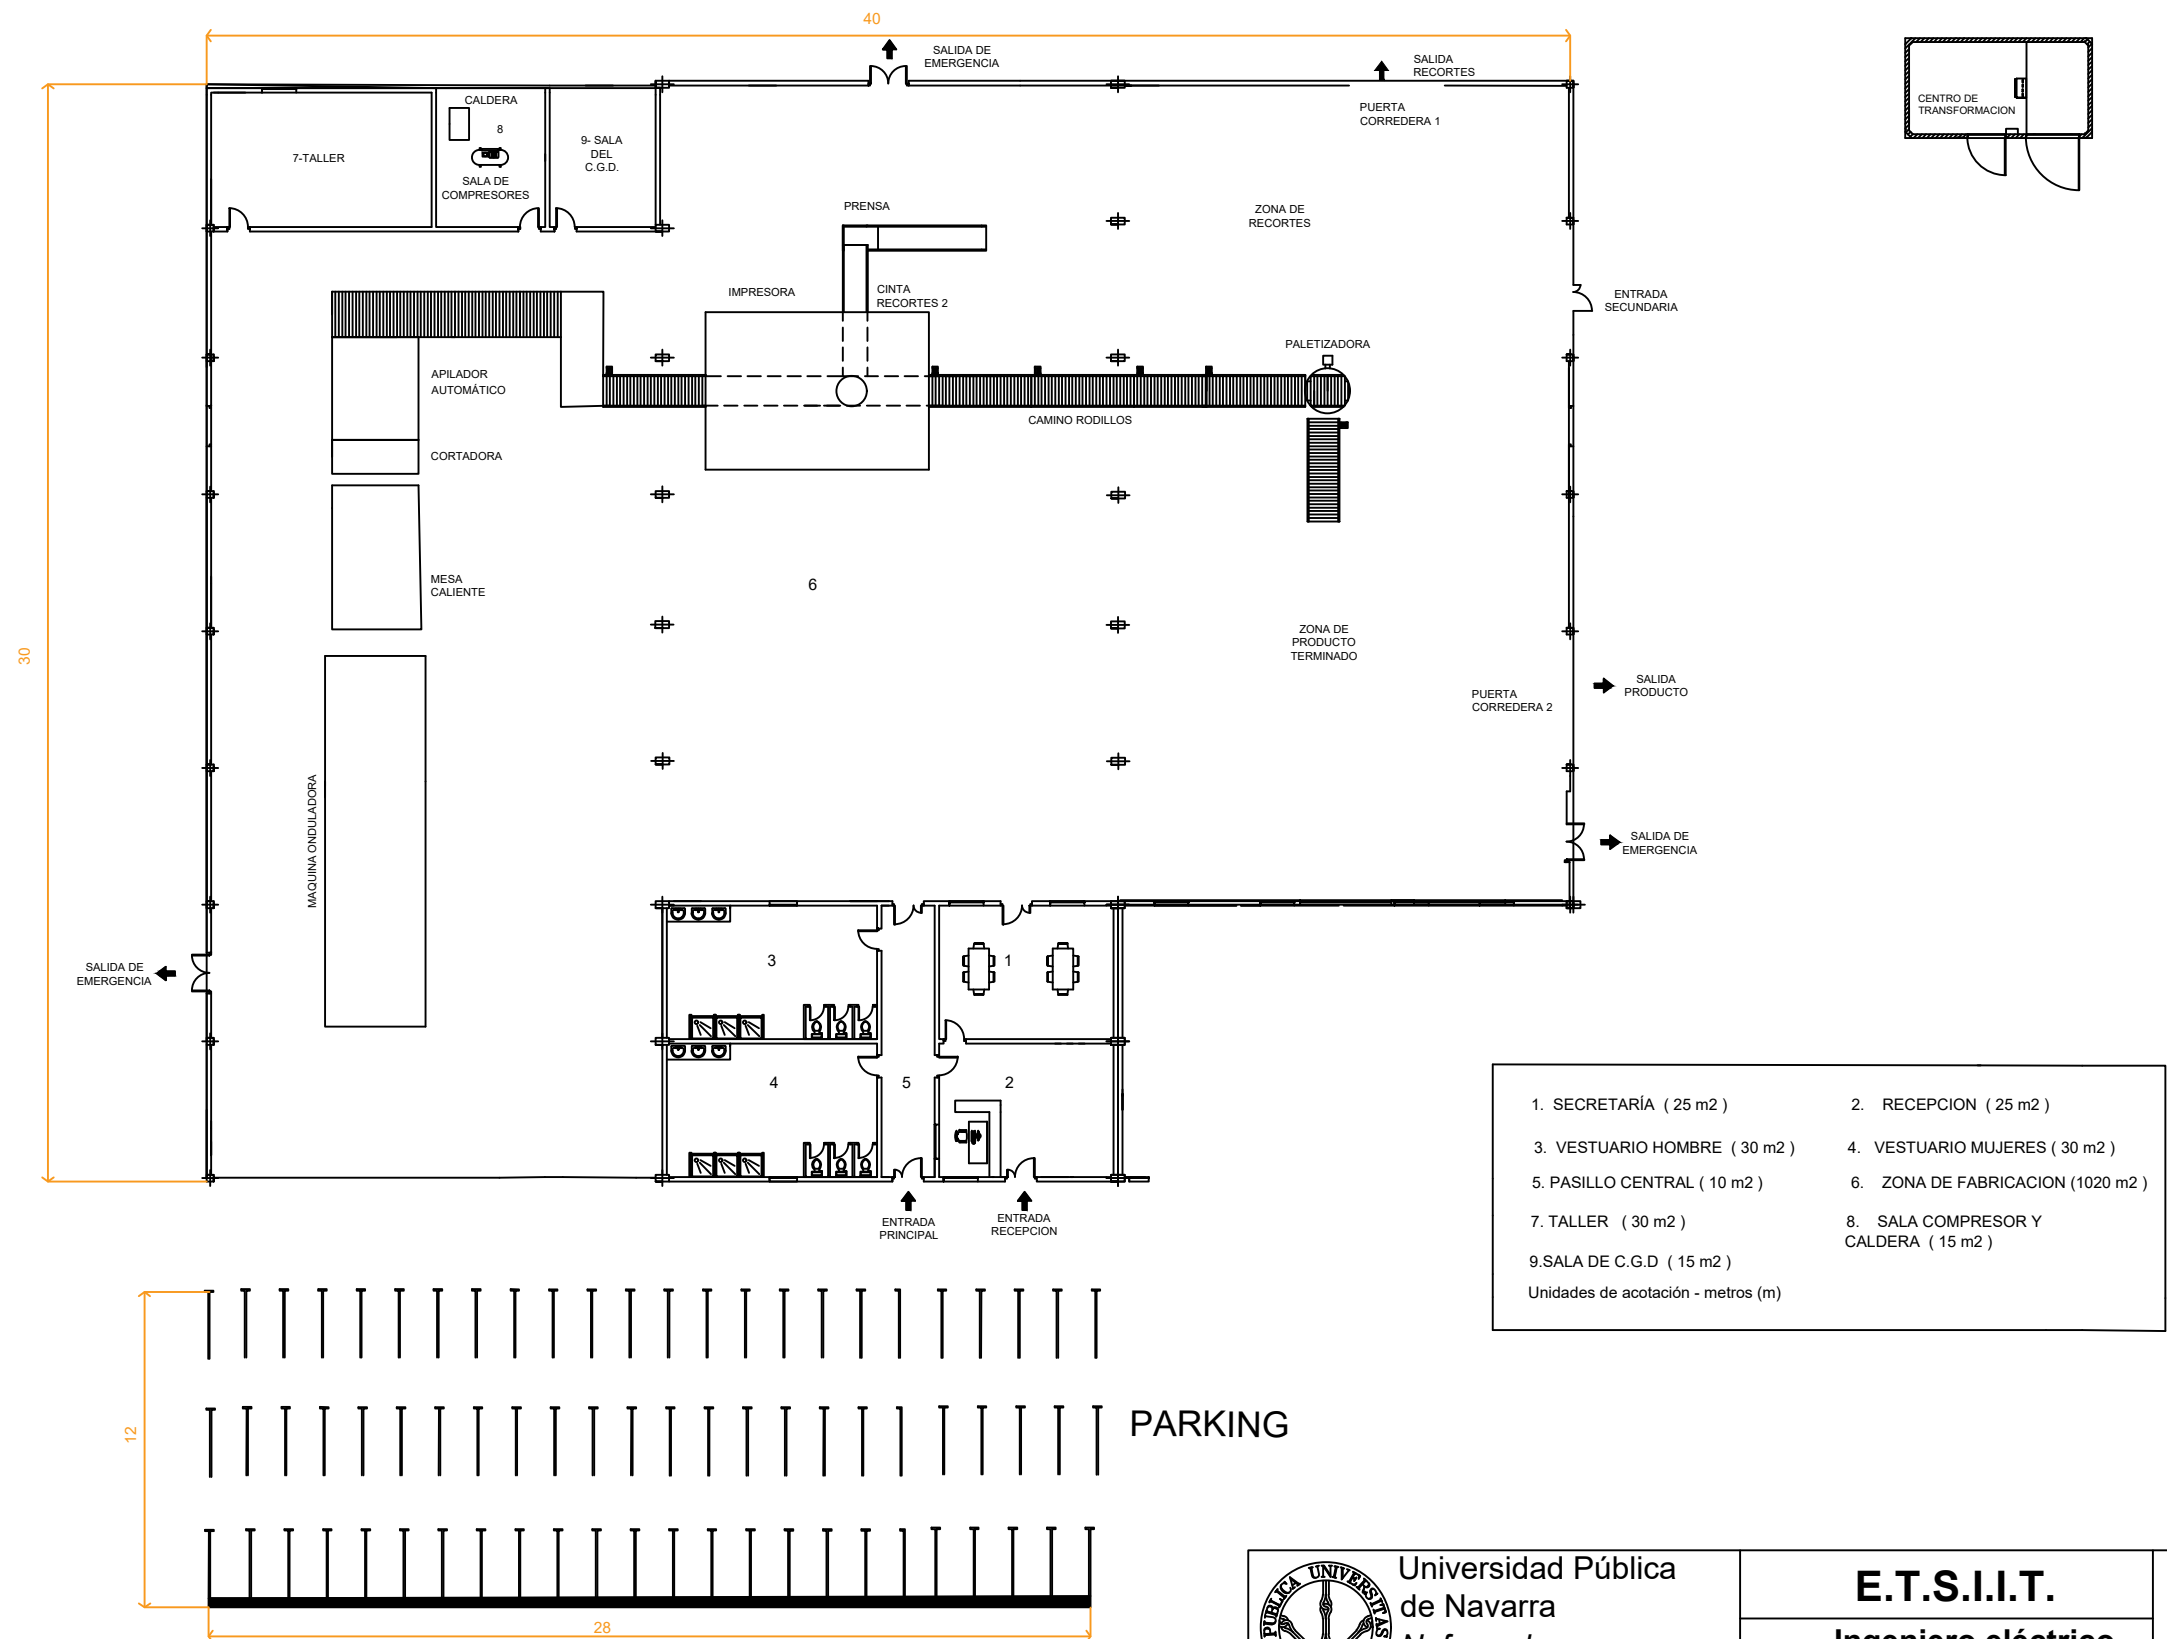 40
SALIDA DE
EMERGENCIA
SALIDA
RECORTES
CALDERA
8
PUERTA
CORREDERA 1
CENTRO DE
TRANSFORMACION
7-TALLER
9- SALA
DEL
C.G.D.
SALA DE
COMPRESORES
PRENSA
ZONA DE
RECORTES
IMPRESORA
CINTA
RECORTES 2
ENTRADA
SECUNDARIA
PALETIZADORA
APILADOR
AUTOMÁTICO
CAMINO RODILLOS
CORTADORA
MESA
CALIENTE
6
30
ZONA DE
PRODUCTO
TERMINADO
SALIDA
PRODUCTO
PUERTA
CORREDERA 2
MAQUINA ONDULADORA
SALIDA DE
EMERGENCIA
SALIDA DE
EMERGENCIA
3
1
4
5
2
ENTRADA
PRINCIPAL
ENTRADA
RECEPCION
1. SECRETARÍA ( 25 m2 )
2. RECEPCION ( 25 m2 )
3. VESTUARIO HOMBRE ( 30 m2 )
4. VESTUARIO MUJERES ( 30 m2 )
5. PASILLO CENTRAL ( 10 m2 )
6. ZONA DE FABRICACION (1020 m2 )
7. TALLER ( 30 m2 )
8. SALA COMPRESOR Y
CALDERA ( 15 m2 )
9.SALA DE C.G.D ( 15 m2 )
Unidades de acotación - metros (m)
12
PARKING
28
Universidad Pública
de Navarra
E.T.S.I.I.T.
Ingeniero eléctrico